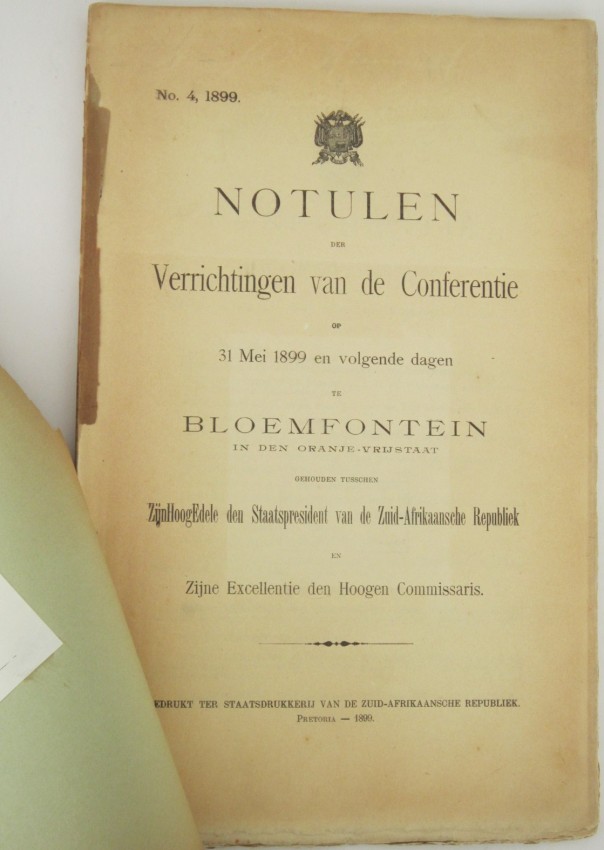 No. 4, 1899.
NOTULEN
DER
Verrichtingen van de Conferentie
OP
31 Mei 1899 en volgende dagen
TE
BLOEMFONTEIN
IN DEN ORANJE-VRIJSTAAT
GEHOUDEN TUSSCHEN
ZijnHoogEdele den Staatspresident van de Zuid-Afrikaansche Republiek
EN
Zijne Excellentie den Hoogen Commissaris.
EDRUKT TER STAATSDRUKKERIJ VAN DE ZUID-AFRIKAANSCHE REPUBLIEK.
PRETORIA — 1899.